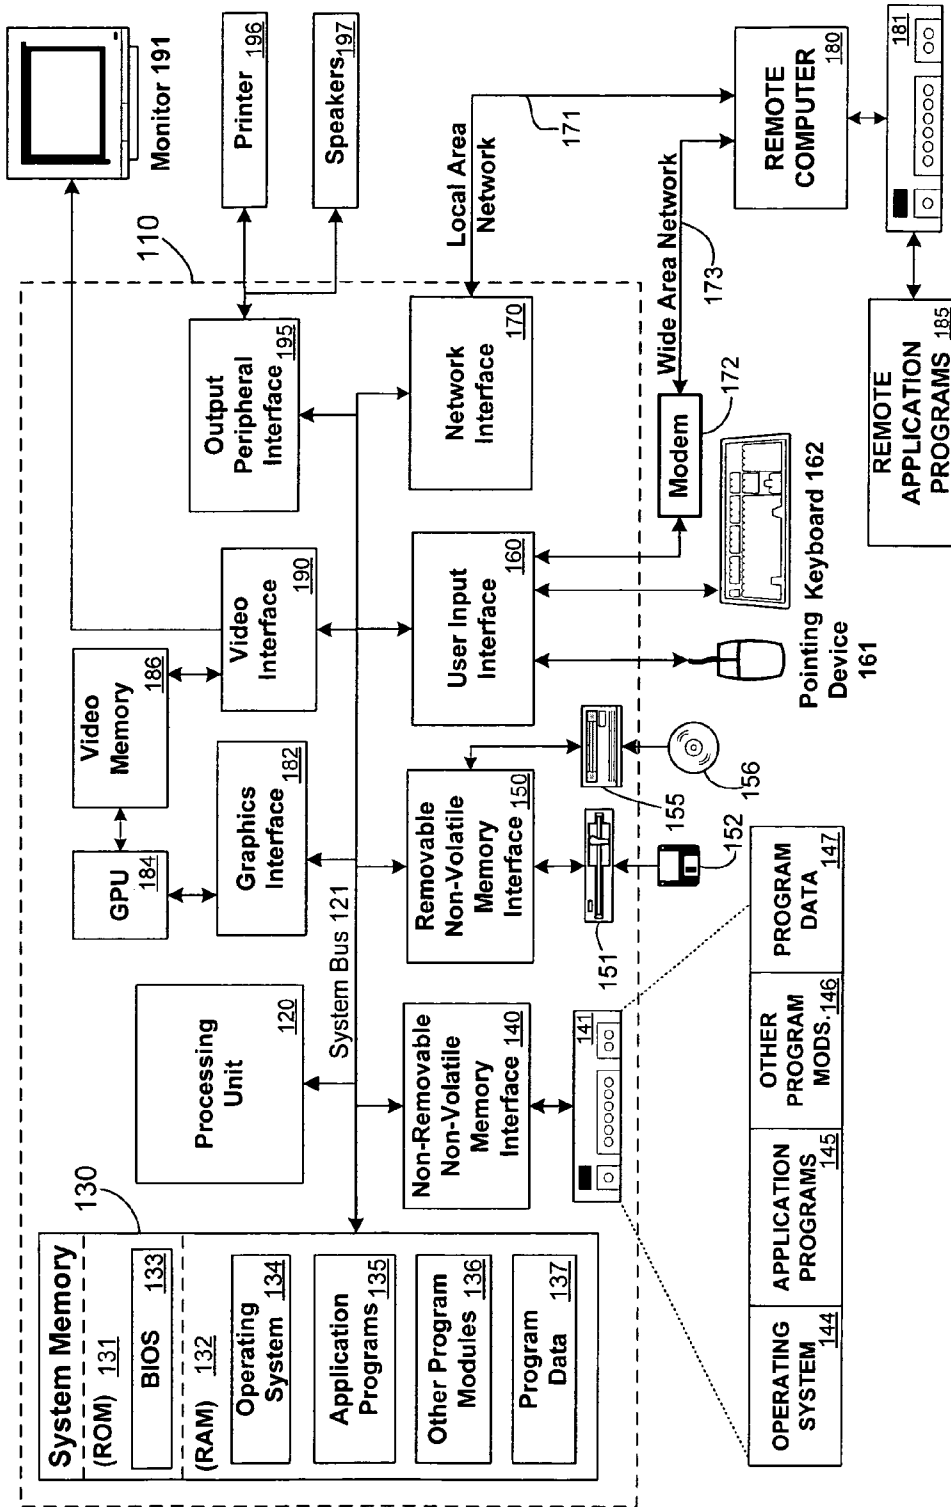 System Memory
130
(ROM) 131
BIOS
133
(RAM) 132
Operating
System 134
Application
Programs 135
Other Program
Modules 136
Program
Data 137
Processing
Unit
120
System Bus 121
GPU
184
Graphics
Interface
182
Video
Memory
186
Video
Interface
190
Output
Peripheral
Interface
195
110
Monitor 191
Printer
196
Speakers
197
Non-Removable
Non-Volatile
Memory
Interface 140
Removable
Non-Volatile
Memory
Interface 150
User Input
Interface
160
Network
Interface
170
Local Area
Network
171
Wide Area Network
173
Modem
172
141
151
152
155
156
Pointing
Device
161
Keyboard 162
REMOTE
COMPUTER
180
181
REMOTE
APPLICATION
PROGRAMS 185
OPERATING
SYSTEM 144
APPLICATION
PROGRAMS 145
OTHER
PROGRAM
MODS. 146
PROGRAM
DATA 147